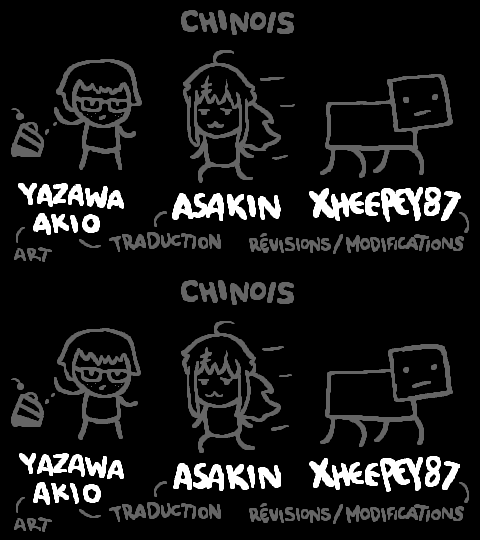 CHINOIS
YAZAWA AKIO
ASAKIN
XHEEPEY87
ART
TRADUCTION
RÉVISIONS/MODIFICATIONS
CHINOIS
YAZAWA AKIO
ASAKIN
XHEEPEY87
ART
TRADUCTION
RÉVISIONS/MODIFICATIONS